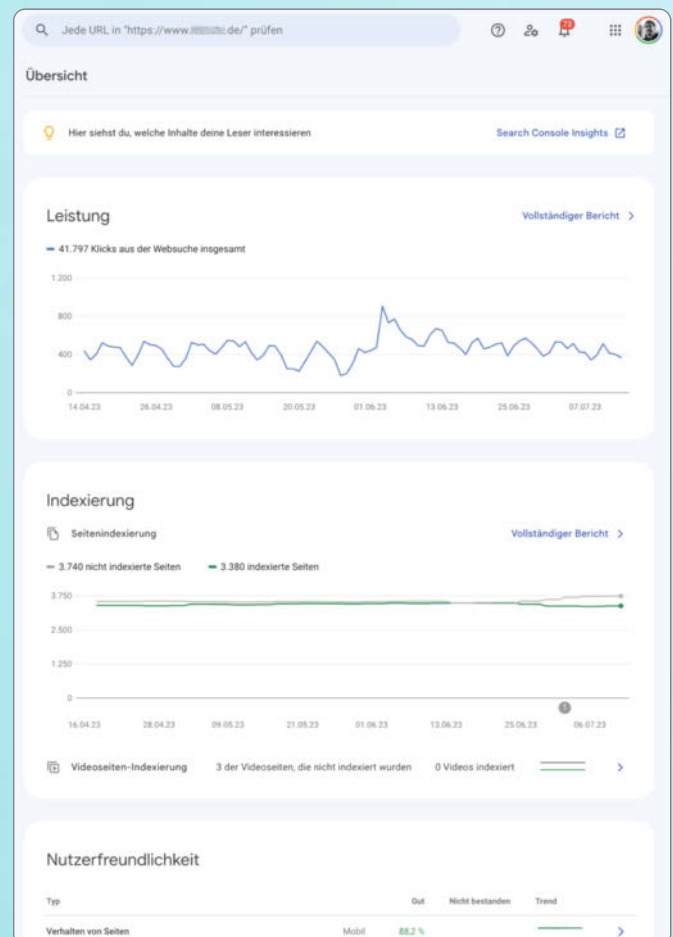 Jede URL in "https://www. .de/" prüfen
73
Übersicht
Hier siehst du, welche Inhalte deine Leser interessieren Search Console Insights
Leistung Vollständiger Bericht
41.797 Klicks aus der Websuche insgesamt
1.200
800
400
0
14.04.23 26.04.23 08.05.23 20.05.23 01.06.23 13.06.23 25.06.23 07.07.23
Indexierung
Seitenindexierung Vollständiger Bericht
3.740 nicht indexierte Seiten 3.380 indexierte Seiten
3.750
2.500
1.250
0
16.04.23 28.04.23 09.05.23 21.05.23 01.06.23 13.06.23 25.06.23 06.07.23
Videoseiten-Indexierung 3 der Videoseiten, die nicht indexiert wurden 0 Videos indexiert
Nutzerfreundlichkeit
Typ Gut Nicht bestanden Trend
Verhalten von Seiten Mobil 88.2 %